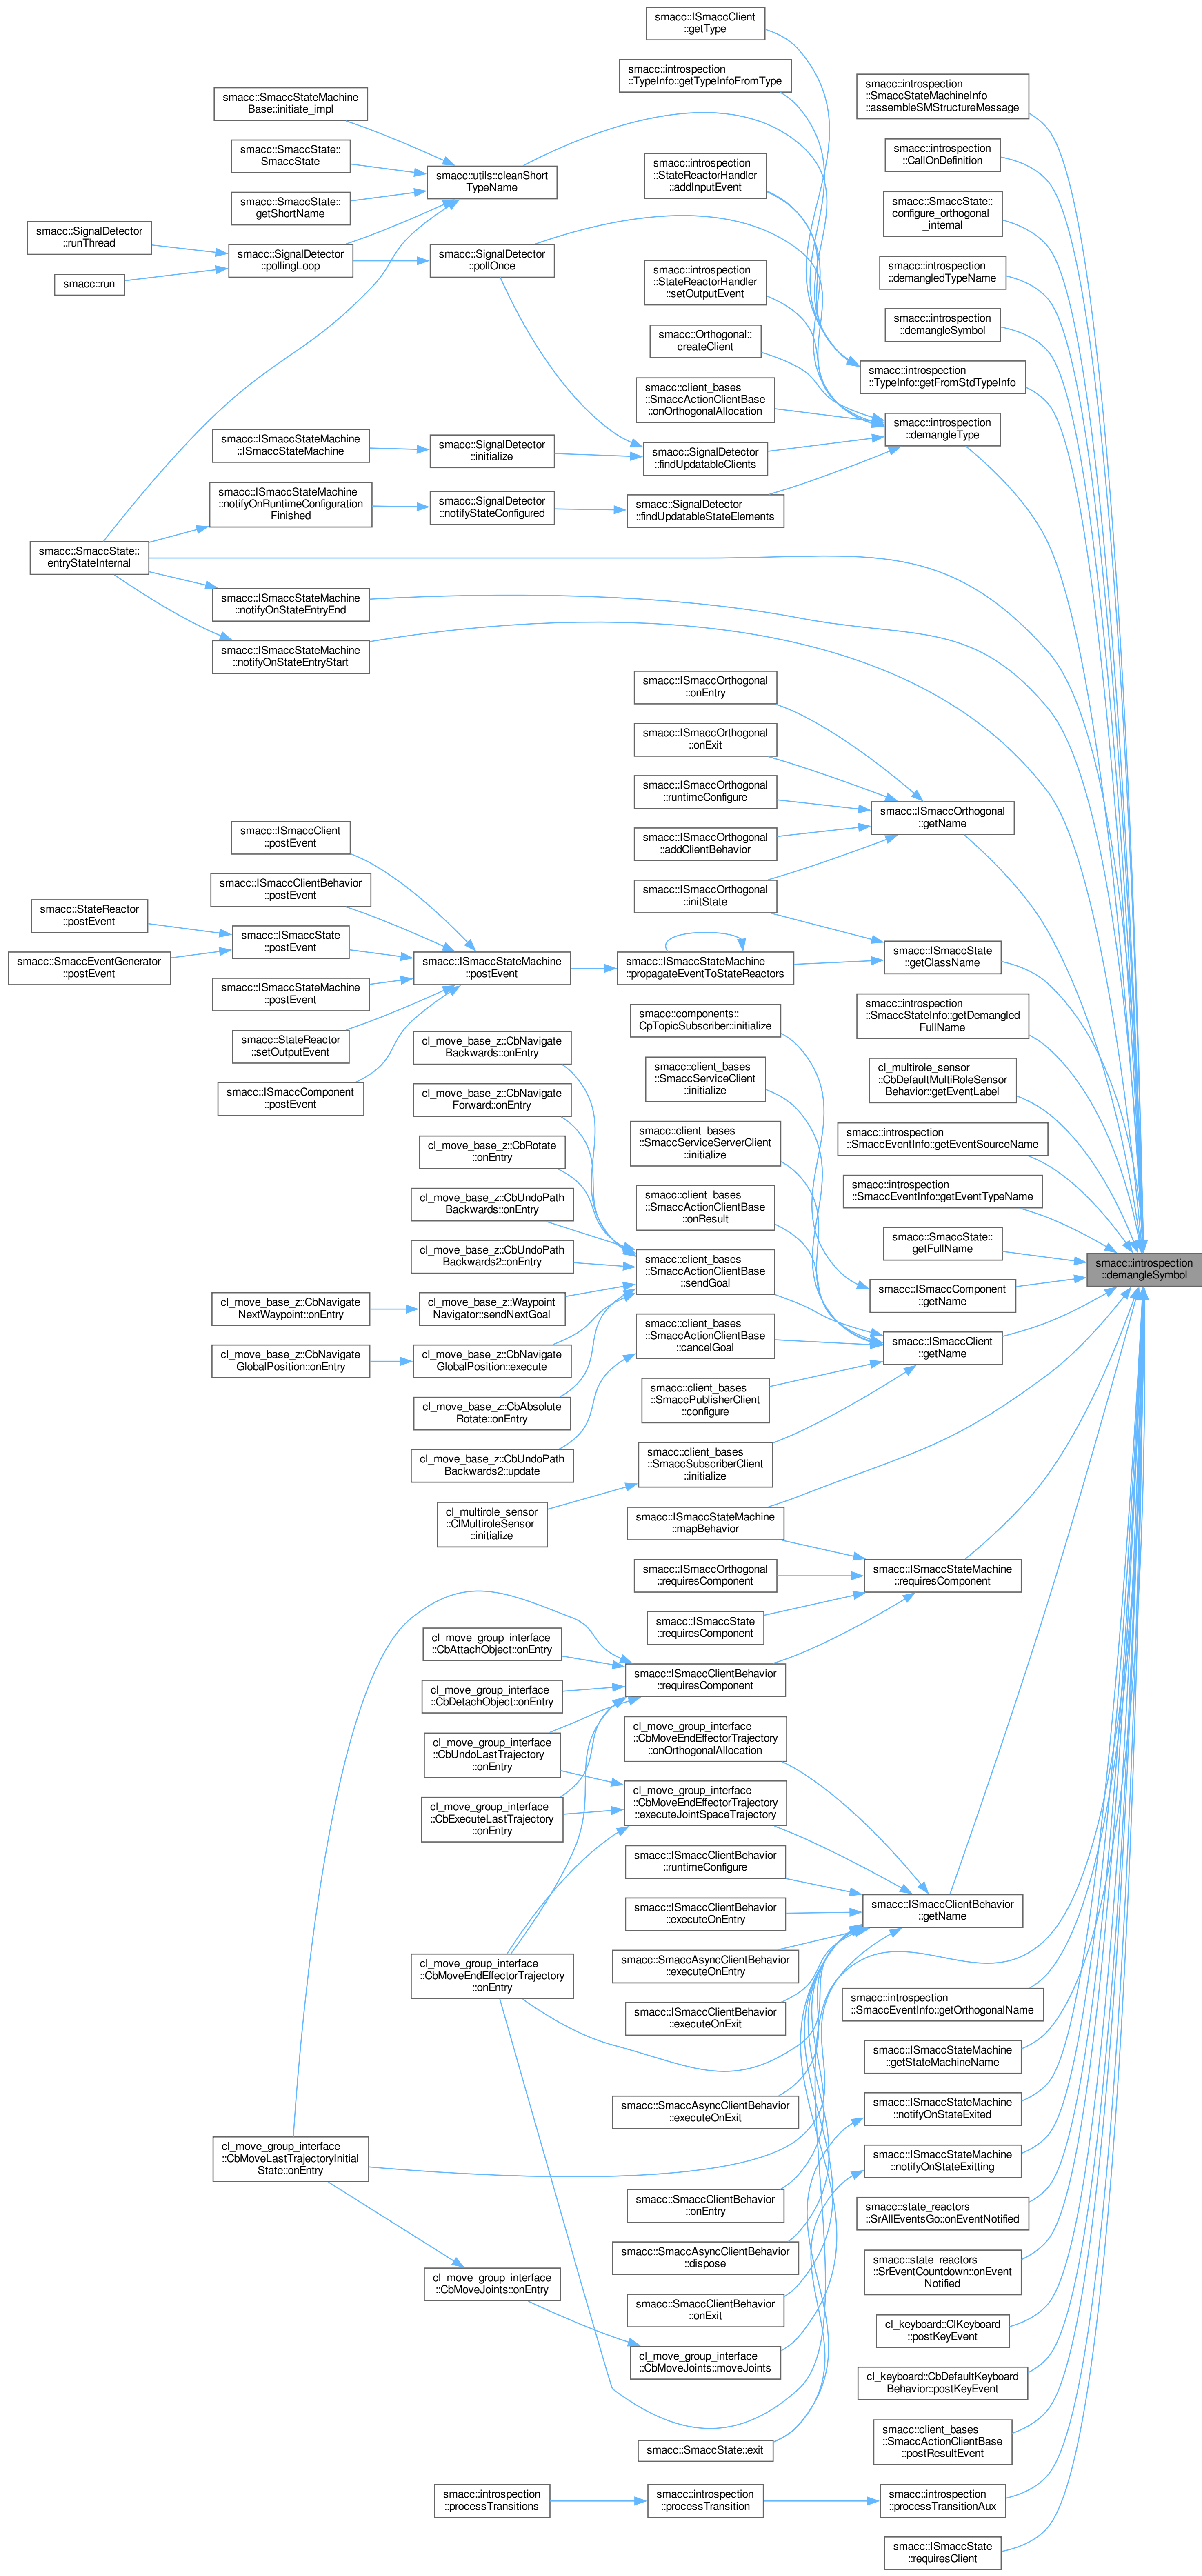 smacc::ISmaccClient
::getType
smacc::introspection
::TypeInfo::getTypeInfoFromType
smacc::introspection
::SmaccStateMachineInfo
::assembleSMStructureMessage
smacc::SmaccStateMachine
Base::initiate_impl
smacc::SmaccState::
SmaccState
smacc::utils::cleanShort
TypeName
smacc::introspection
::StateReactorHandler
::addInputEvent
smacc::introspection
::CallOnDefinition
smacc::SmaccState::
getShortName
smacc::SmaccState::
configure_orthogonal
_internal
smacc::SignalDetector
::runThread
smacc::run
smacc::SignalDetector
::pollingLoop
smacc::SignalDetector
::pollOnce
smacc::introspection
::StateReactorHandler
::setOutputEvent
smacc::introspection
::demangledTypeName
smacc::Orthogonal::
createClient
smacc::introspection
::demangleSymbol
smacc::client_bases
::SmaccActionClientBase
::onOrthogonalAllocation
smacc::introspection
::TypeInfo::getFromStdTypeInfo
smacc::introspection
::demangleType
smacc::ISmaccStateMachine
::ISmaccStateMachine
smacc::SignalDetector
::initialize
smacc::SignalDetector
::findUpdatableClients
smacc::ISmaccStateMachine
::notifyOnRuntimeConfiguration
Finished
smacc::SignalDetector
::notifyStateConfigured
smacc::SignalDetector
::findUpdatableStateElements
smacc::SmaccState::
entryStateInternal
smacc::ISmaccStateMachine
::notifyOnStateEntryEnd
smacc::ISmaccStateMachine
::notifyOnStateEntryStart
smacc::ISmaccOrthogonal
::onEntry
smacc::ISmaccOrthogonal
::onExit
smacc::ISmaccOrthogonal
::runtimeConfigure
smacc::ISmaccOrthogonal
::getName
smacc::ISmaccOrthogonal
::addClientBehavior
smacc::ISmaccOrthogonal
::initState
smacc::ISmaccClient
::postEvent
smacc::ISmaccClientBehavior
::postEvent
smacc::StateReactor
::postEvent
smacc::ISmaccState
::postEvent
smacc::SmaccEventGenerator
::postEvent
smacc::ISmaccStateMachine
::postEvent
smacc::ISmaccStateMachine
::propagateEventToStateReactors
smacc::ISmaccState
::getClassName
smacc::ISmaccStateMachine
::postEvent
smacc::StateReactor
::setOutputEvent
smacc::ISmaccComponent
::postEvent
smacc::components::
CpTopicSubscriber::initialize
smacc::introspection
::SmaccStateInfo::getDemangled
FullName
cl_move_base_z::CbNavigate
Backwards::onEntry
smacc::client_bases
::SmaccServiceClient
::initialize
cl_multirole_sensor
::CbDefaultMultiRoleSensor
Behavior::getEventLabel
cl_move_base_z::CbNavigate
Forward::onEntry
cl_move_base_z::CbRotate
::onEntry
smacc::client_bases
::SmaccServiceServerClient
::initialize
smacc::introspection
::SmaccEventInfo::getEventSourceName
cl_move_base_z::CbUndoPath
Backwards::onEntry
smacc::client_bases
::SmaccActionClientBase
::onResult
smacc::introspection
::SmaccEventInfo::getEventTypeName
cl_move_base_z::CbUndoPath
Backwards2::onEntry
smacc::client_bases
::SmaccActionClientBase
::sendGoal
smacc::SmaccState::
getFullName
smacc::introspection
::demangleSymbol
smacc::ISmaccComponent
::getName
cl_move_base_z::CbNavigate
NextWaypoint::onEntry
cl_move_base_z::Waypoint
Navigator::sendNextGoal
cl_move_base_z::CbNavigate
GlobalPosition::onEntry
cl_move_base_z::CbNavigate
GlobalPosition::execute
smacc::client_bases
::SmaccActionClientBase
::cancelGoal
smacc::ISmaccClient
::getName
cl_move_base_z::CbAbsolute
Rotate::onEntry
smacc::client_bases
::SmaccPublisherClient
::configure
cl_move_base_z::CbUndoPath
Backwards2::update
smacc::client_bases
::SmaccSubscriberClient
::initialize
cl_multirole_sensor
::ClMultiroleSensor
::initialize
smacc::ISmaccStateMachine
::mapBehavior
smacc::ISmaccOrthogonal
::requiresComponent
smacc::ISmaccStateMachine
::requiresComponent
smacc::ISmaccState
::requiresComponent
cl_move_group_interface
::CbAttachObject::onEntry
smacc::ISmaccClientBehavior
::requiresComponent
cl_move_group_interface
::CbDetachObject::onEntry
cl_move_group_interface
::CbUndoLastTrajectory
::onEntry
cl_move_group_interface
::CbMoveEndEffectorTrajectory
::onOrthogonalAllocation
cl_move_group_interface
::CbExecuteLastTrajectory
::onEntry
cl_move_group_interface
::CbMoveEndEffectorTrajectory
::executeJointSpaceTrajectory
smacc::ISmaccClientBehavior
::runtimeConfigure
smacc::ISmaccClientBehavior
::executeOnEntry
smacc::ISmaccClientBehavior
::getName
cl_move_group_interface
::CbMoveEndEffectorTrajectory
::onEntry
smacc::SmaccAsyncClientBehavior
::executeOnEntry
smacc::ISmaccClientBehavior
::executeOnExit
smacc::introspection
::SmaccEventInfo::getOrthogonalName
smacc::ISmaccStateMachine
::getStateMachineName
smacc::SmaccAsyncClientBehavior
::executeOnExit
smacc::ISmaccStateMachine
::notifyOnStateExited
cl_move_group_interface
::CbMoveLastTrajectoryInitial
State::onEntry
smacc::ISmaccStateMachine
::notifyOnStateExitting
smacc::SmaccClientBehavior
::onEntry
smacc::state_reactors
::SrAllEventsGo::onEventNotified
smacc::SmaccAsyncClientBehavior
::dispose
smacc::state_reactors
::SrEventCountdown::onEvent
Notified
cl_move_group_interface
::CbMoveJoints::onEntry
smacc::SmaccClientBehavior
::onExit
cl_keyboard::ClKeyboard
::postKeyEvent
cl_move_group_interface
::CbMoveJoints::moveJoints
cl_keyboard::CbDefaultKeyboard
Behavior::postKeyEvent
smacc::SmaccState::exit
smacc::client_bases
::SmaccActionClientBase
::postResultEvent
smacc::introspection
::processTransitions
smacc::introspection
::processTransition
smacc::introspection
::processTransitionAux
smacc::ISmaccState
::requiresClient